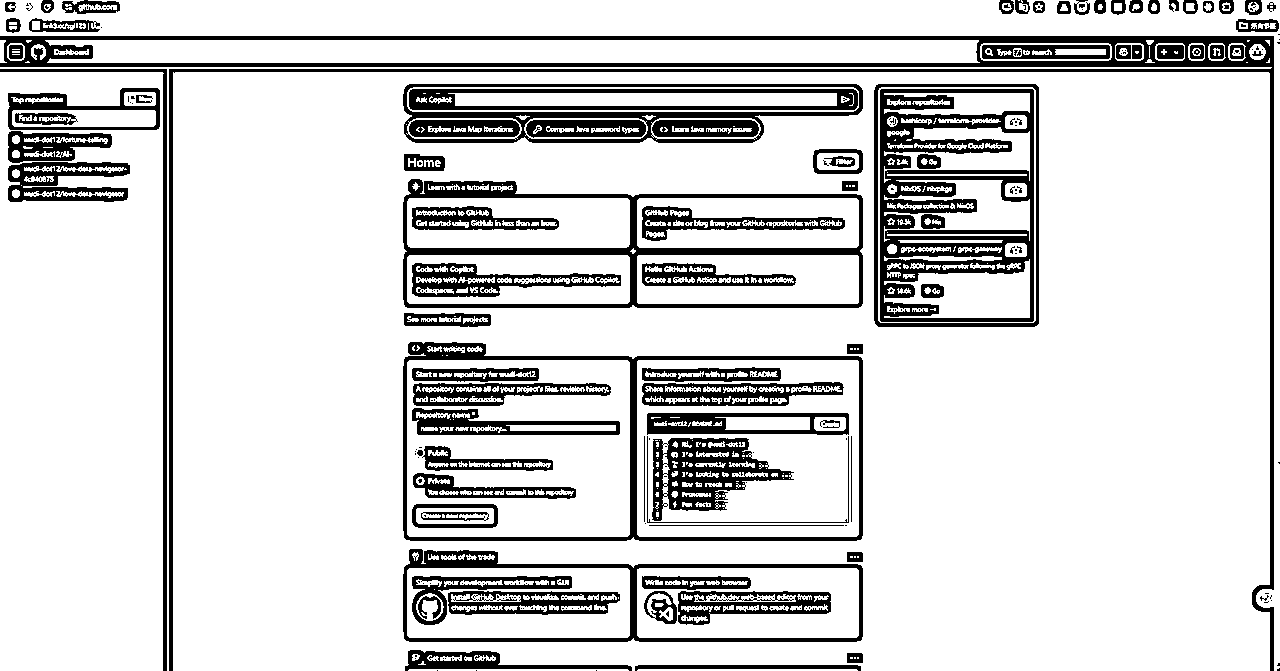 github.com
所有书签
Dashboard
Type / to search
Top repositories
New
Find a repository...
wudi-dot12/fortune-telling
wudi-dot12/AI-
wudi-dot12/love-data-navigator-
wudi-dot12/love-data-navigator
Ask Copilot
Explore Java Map iterations
Compare Java password types
Learn Java memory issues
Home
Filter
Learn with a tutorial project
Introduction to GitHub
Get started using GitHub in less than an hour.
GitHub Pages
Create a site or blog from your GitHub repositories with GitHub
Pages.
Code with Copilot
Develop with AI-powered code suggestions using GitHub Copilot,
Codespaces, and VS Code.
Hello GitHub Actions
Create a GitHub Action and use it in a workflow.
See more tutorial projects
Start writing code
Start a new repository for wudi-dot12
A repository contains all of your project's files, revision history,
and collaborator discussion.
Repository name *
name your new repository...
Public
Anyone on the internet can see this repository
Private
You choose who can see and commit to this repository
Create a new repository
Introduce yourself with a profile README
Share information about yourself by creating a profile README,
which appears at the top of your profile page.
wudi-dot12 / README.md
Create
1 Hi, I'm @wudi-dot12
2 I'm interested in ...
3 I'm currently learning ...
4 I'm looking to collaborate on ...
5 How to reach me ...
6 Pronouns: ...
7 Fun fact: ...
8
Use tools of the trade
Simplify your development workflow with a GUI
Install GitHub Desktop to visualize, commit, and push
changes without ever touching the command line.
Write code in your web browser
Use the github.dev web-based editor from your
repository or pull request to create and commit
changes.
Get started on GitHub
Explore repositories
hashicorp / terraform-provider-
google
Terraform Provider for Google Cloud Platform
Go
NixOS / nixpkgs
Nix Packages collection & NixOS
Nix
grpc-ecosystem / grpc-gateway
gRPC to JSON proxy generator following the gRPC
HTTP spec
Go
Explore more →